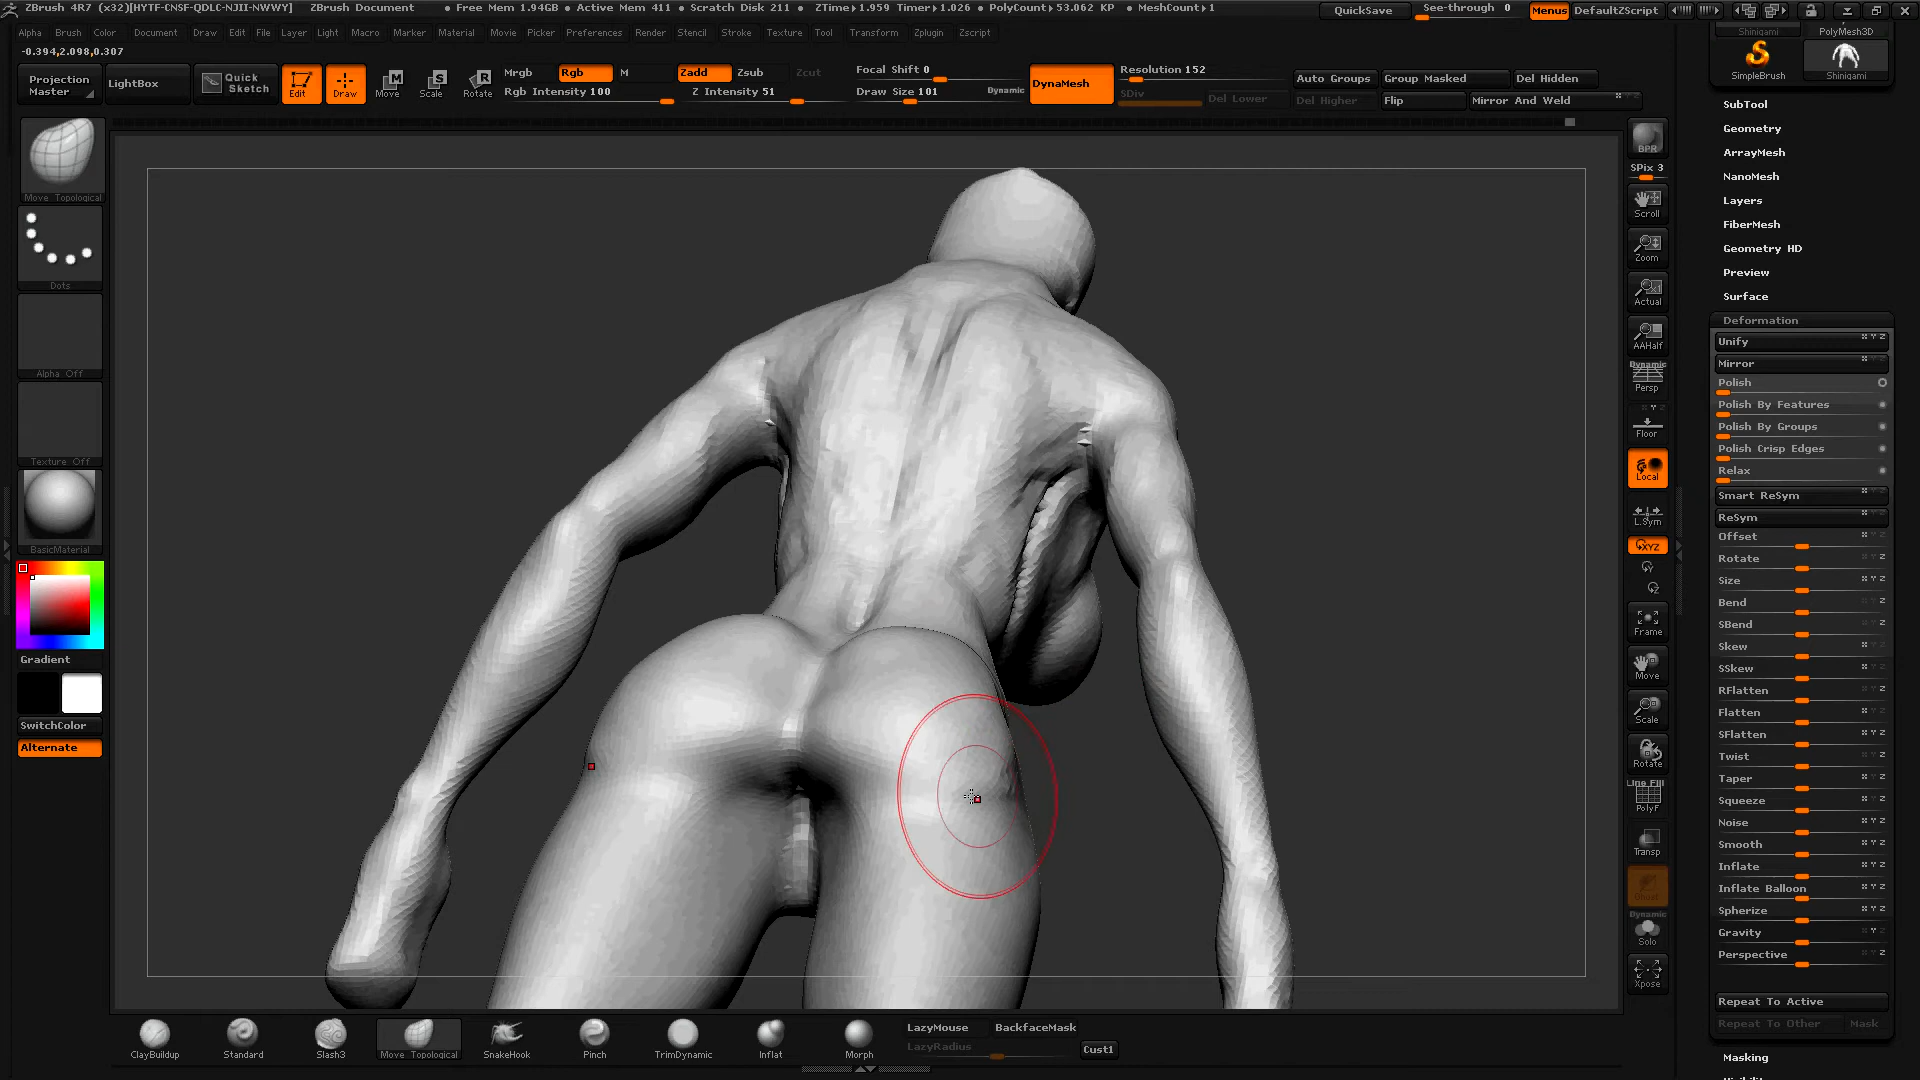 ZBrush 4R7 (x32)[HYTF-CNSF-QDLC-NJII-NWWY] ZBrush Document • Free Mem 1.94GB • Active Mem 411 • Scratch Disk 211 • ZTime▸1.959 Timer▸1.026 • PolyCount▸53.062 KP • MeshCount▸1 QuickSave See-through 0 Menus DefaultZScript
Alpha Brush Color Document Draw Edit File Layer Light Macro Marker Material Movie Picker Preferences Render Stencil Stroke Texture Tool Transform Zplugin Zscript
-0.394,2.098,0.307
Projection Master
LightBox
Quick Sketch
Edit
Draw
Move
Scale
Rotate
Mrgb Rgb M
Rgb Intensity 100
Zadd Zsub Zcut
Z Intensity 51
Focal Shift 0
Draw Size 101 Dynamic
DynaMesh
Resolution 152
SDiv
Del Lower
Auto Groups Group Masked Del Hidden
Del Higher Flip Mirror And Weld
Move Topological
Dots
Alpha Off
Texture Off
BasicMaterial
Gradient
SwitchColor
Alternate
BPR
SPix 3
Scroll
Zoom
Actual
AAHalf
Dynamic
Persp
Floor
Local
L.Sym
XYZ
Frame
Move
Scale
Rotate
Line Fill
PolyF
Transp
Dynamic
Solo
Xpose
Shinigami PolyMesh3D
SimpleBrush Shinigami
SubTool
Geometry
ArrayMesh
NanoMesh
Layers
FiberMesh
Geometry HD
Preview
Surface
Deformation
Unify
Mirror
Polish
Polish By Features
Polish By Groups
Polish Crisp Edges
Relax
Smart ReSym
ReSym
Offset
Rotate
Size
Bend
SBend
Skew
SSkew
RFlatten
Flatten
SFlatten
Twist
Taper
Squeeze
Noise
Smooth
Inflate
Inflate Balloon
Spherize
Gravity
Perspective
Repeat To Active
Repeat To Other Mask
Masking
ClayBuildup
Standard
Slash3
Move Topological
SnakeHook
Pinch
TrimDynamic
Inflat
Morph
LazyMouse BackfaceMask
LazyRadius Cust1